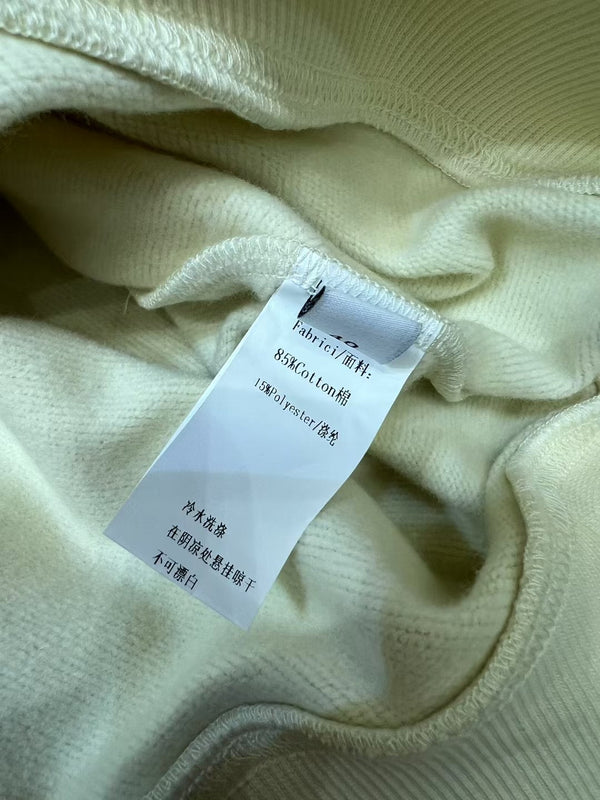 Fabrici/面料:
85%Cotton棉
15%Polyester/涤纶
冷水洗涤
在阴凉处悬挂晾干
不可漂白